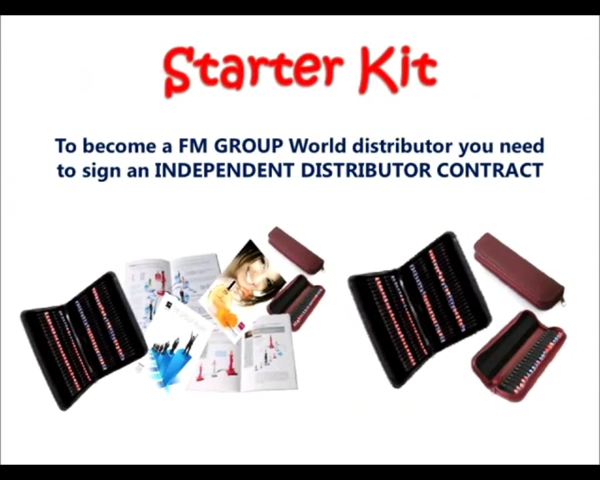 Starter Kit
To become a FM GROUP World distributor you need
to sign an INDEPENDENT DISTRIBUTOR CONTRACT